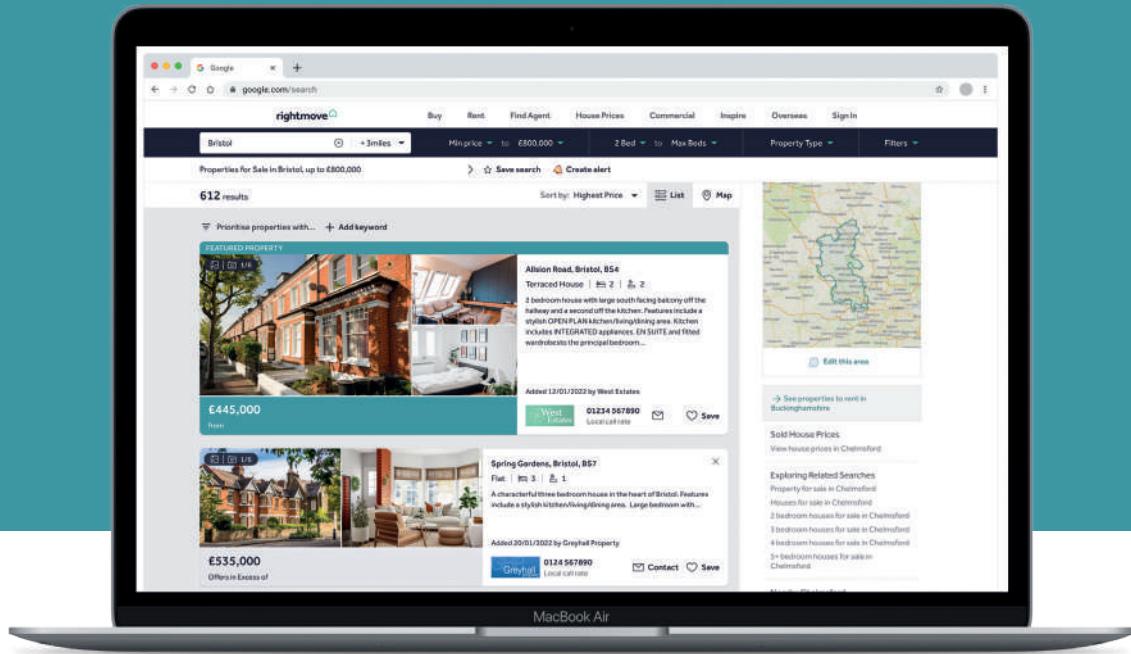 Google
google.com/search
rightmove
Buy Rent Find Agent House Prices Commercial Inspire Overseas Sign In
Bristol + 3miles Min price to £800,000 2 Bed to Max Beds Property Type Filters
Properties for Sale in Bristol, up to £800,000 Save search Create alert
612 results Sort by: Highest Price List Map
Prioritise properties with... Add keyword
FEATURED PROPERTY
1/6
Allsion Road, Bristol, BS4
Terraced House 2 2
2 bedroom house with large south facing balcony off the
hallway and a second off the kitchen. Features include a
stylish OPEN PLAN kitchen/living/dining area. Kitchen
includes INTEGRATED appliances. EN SUITE and fitted
wardrobesto the principal bedroom...
Added 12/01/2022 by West Estates
£445,000
From
West
Estates
01234 567890
Local call rate
Save
1/6
Spring Gardens, Bristol, BS7
Flat 3 1
A characterful three bedroom house in the heart of Bristol. Features
include a stylish kitchen/living/dining area. Large bedroom with...
Added 20/01/2022 by Greyhall Property
£535,000
Offers in Excess of
Greyhall
0124 567890
Local call rate
Contact Save
Edit this area
See properties to rent in
Buckinghamshire
Sold House Prices
View house prices in Chelmsford
Exploring Related Searches
Property for sale in Chelmsford
Houses for sale in Chelmsford
2 bedroom houses for sale in Chelmsford
3 bedroom houses for sale in Chelmsford
4 bedroom houses for sale in Chelmsford
5+ bedroom houses for sale in
Chelmsford
MacBook Air